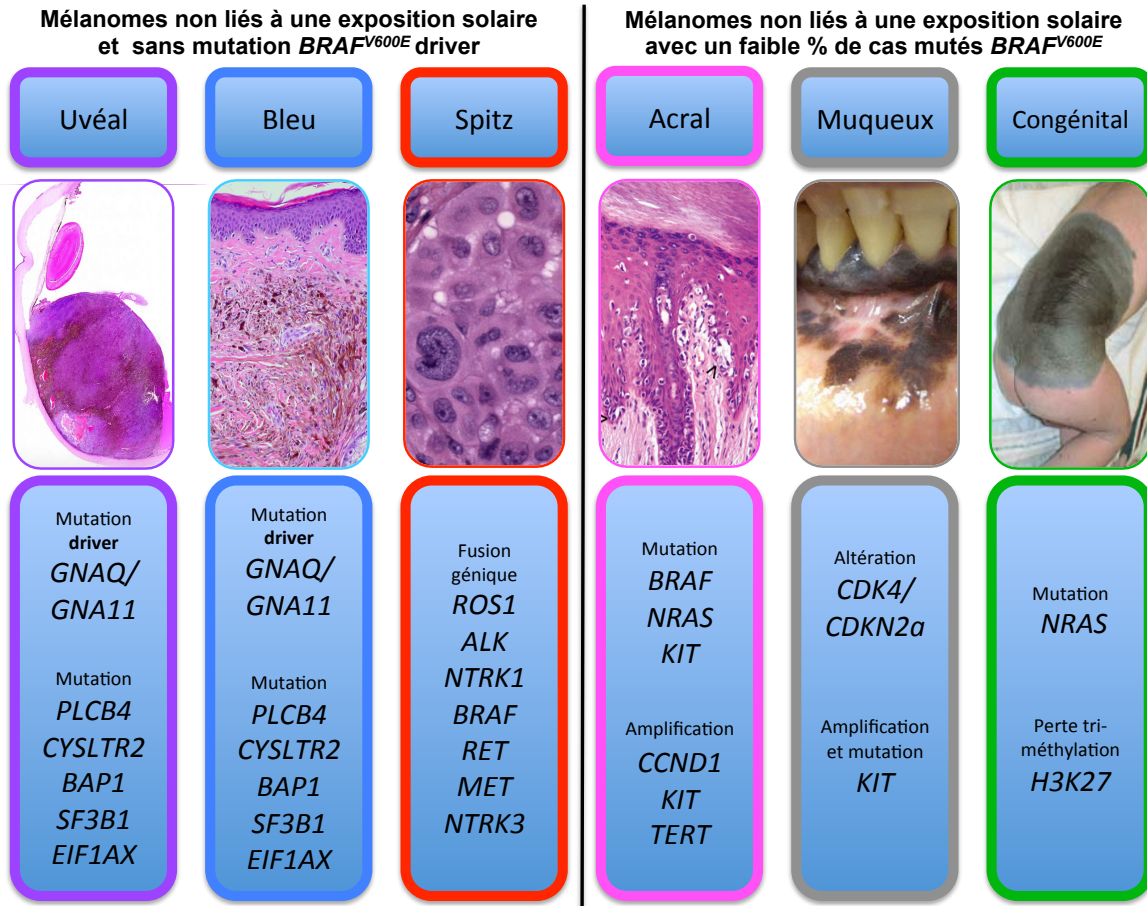 Mélanomes non liés à une exposition solaire
et sans mutation BRAFV600E driver
Mélanomes non liés à une exposition solaire
avec un faible % de cas mutés BRAFV600E
Uvéal
Bleu
Spitz
Acral
Muqueux
Congénital
Mutation
driver
GNAQ/
GNA11
Mutation
PLCB4
CYSLTR2
BAP1
SF3B1
EIF1AX
Mutation
driver
GNAQ/
GNA11
Mutation
PLCB4
CYSLTR2
BAP1
SF3B1
EIF1AX
Fusion
génique
ROS1
ALK
NTRK1
BRAF
RET
MET
NTRK3
Mutation
BRAF
NRAS
KIT
Amplification
CCND1
KIT
TERT
Altération
CDK4/
CDKN2a
Amplification
et mutation
KIT
Mutation
NRAS
Perte tri-
méthylation
H3K27